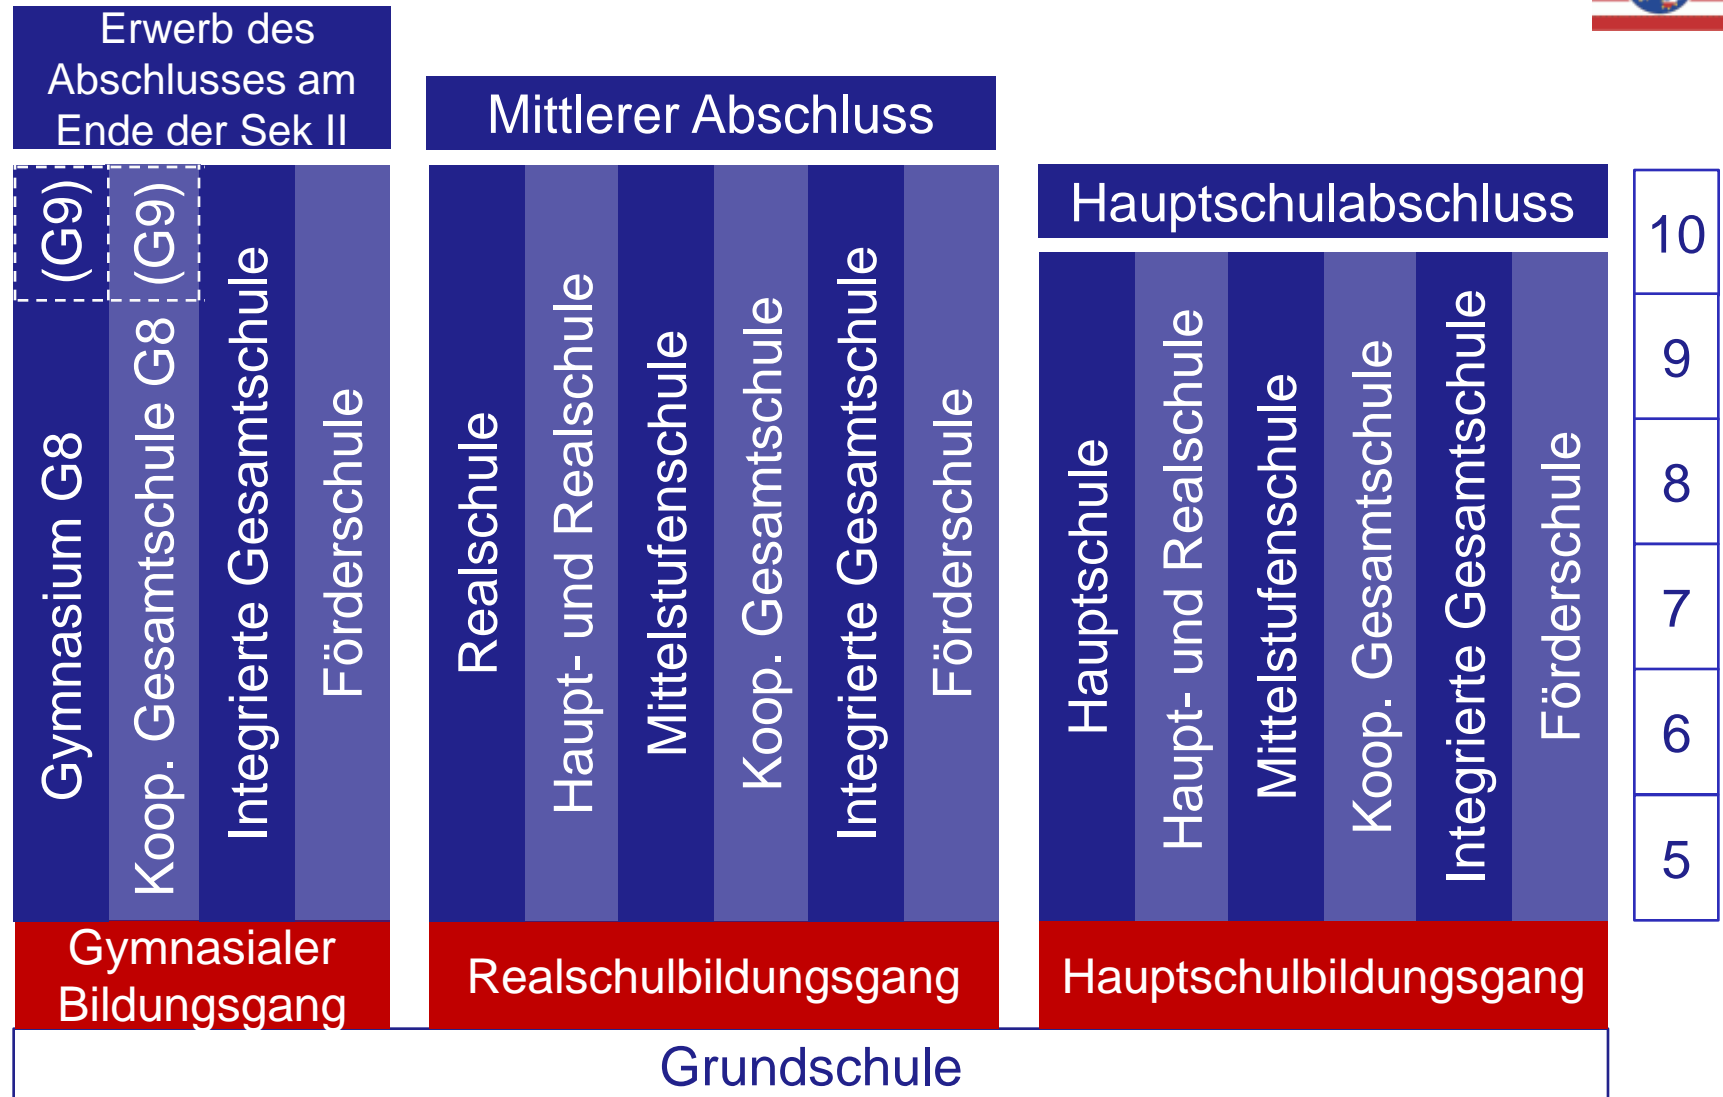 Erwerb des
Abschlusses am
Ende der Sek II
Mittlerer Abschluss
Hauptschulabschluss
(G9)
Gymnasium G8
(G9)
Koop. Gesamtschule G8
Integrierte Gesamtschule
Förderschule
Realschule
Haupt- und Realschule
Mittelstufenschule
Koop. Gesamtschule
Integrierte Gesamtschule
Förderschule
Hauptschule
Haupt- und Realschule
Mittelstufenschule
Koop. Gesamtschule
Integrierte Gesamtschule
Förderschule
10
9
8
7
6
5
Gymnasialer
Bildungsgang
Realschulbildungsgang
Hauptschulbildungsgang
Grundschule